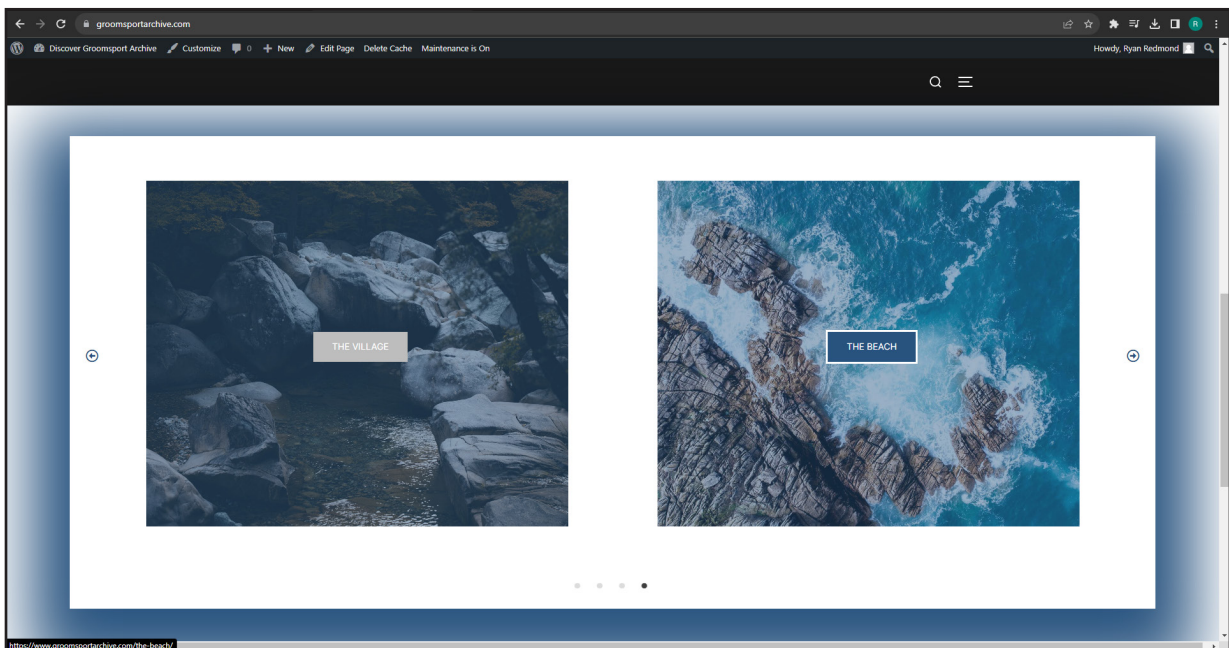 groomsportarchive.com
R
Discover Groomsport Archive Customize 0 New Edit Page Delete Cache Maintenance is On Howdy, Ryan Redmond
THE VILLAGE THE BEACH
https://www.groomsportarchive.com/the-beach/